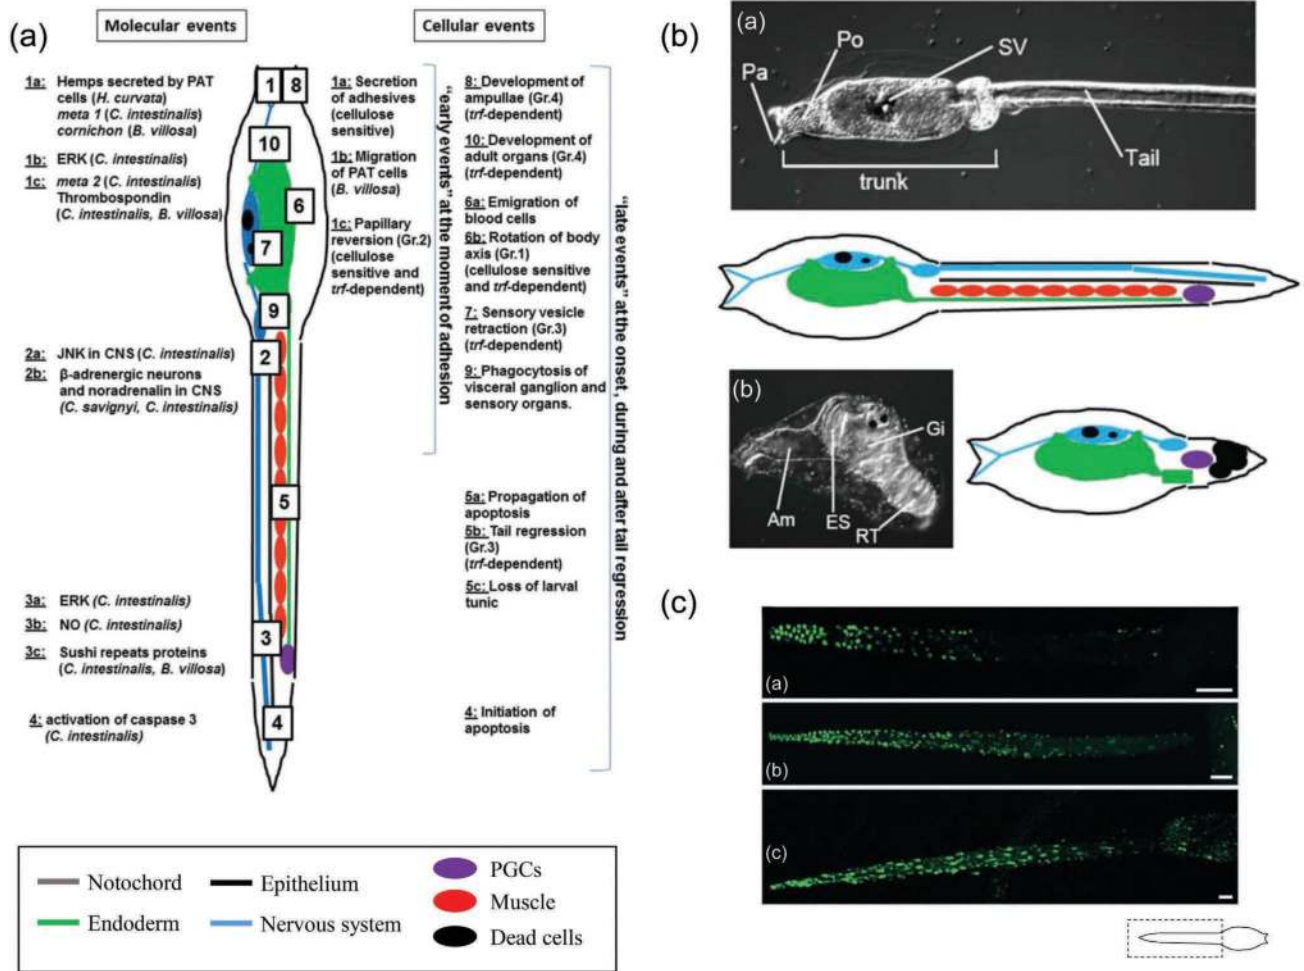 (a)
Molecular events
Cellular events
1a: Hemps secreted by PAT
cells (H. curvata)
meta 1 (C. intestinalis)
cornichon (B. villosa)
1b: ERK (C. intestinalis)
1c: meta 2 (C. intestinalis)
Thrombospondin
(C. intestinalis, B. villosa)
2a: JNK in CNS (C. intestinalis)
2b: β-adrenergic neurons
and noradrenalin in CNS
(C. savignyi, C. intestinalis)
3a: ERK (C. intestinalis)
3b: NO (C. intestinalis)
3c: Sushi repeats proteins
(C. intestinalis, B. villosa)
4: activation of caspase 3
(C. intestinalis)
1
8
10
6
7
9
2
5
3
4
1a: Secretion
of adhesives
(cellulose
sensitive)
1b: Migration
of PAT cells
(B. villosa)
1c: Papillary
reversion (Gr.2)
(cellulose
sensitive and
trf-dependent)
"early events" at the moment of adhesion
8: Development of
ampullae (Gr.4)
(trf-dependent)
10: Development of
adult organs (Gr.4)
(trf-dependent)
6a: Emigration of
blood cells
6b: Rotation of body
axis (Gr.1)
(cellulose sensitive
and trf-dependent)
7: Sensory vesicle
retraction (Gr.3)
(trf-dependent)
9: Phagocytosis of
visceral ganglion and
sensory organs.
5a: Propagation of
apoptosis
5b: Tail regression
(Gr.3)
(trf-dependent)
5c: Loss of larval
tunic
4: Initiation of
apoptosis
"late events" at the onset, during and after tail regression
Notochord
Epithelium
Endoderm
Nervous system
PGCs
Muscle
Dead cells
(b)
(a)
Po
SV
Pa
trunk
Tail
(b)
Am
ES
Gi
RT
(c)
(a)
(b)
(c)